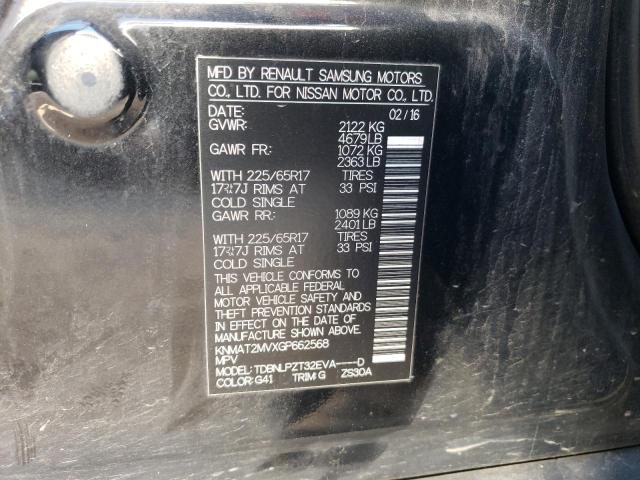 MFD BY RENAULT SAMSUNG MOTORS
CO., LTD. FOR NISSAN MOTOR CO., LTD.
DATE: 02/16
GVWR: 2122 KG
4679LB
GAWR FR: 1072 KG
2363 LB
WITH 225/65R17 TIRES
17X7J RIMS AT 33 PSI
COLD SINGLE
GAWR RR: 1089 KG
2401 LB
WITH 225/65R17 TIRES
17X7J RIMS AT 33 PSI
COLD SINGLE
THIS VEHICLE CONFORMS TO
ALL APPLICABLE FEDERAL
MOTOR VEHICLE SAFETY AND
THEFT PREVENTION STANDARDS
IN EFFECT ON THE DATE OF
MANUFACTURE SHOWN ABOVE.
KNMAT2MVXGP662568
MPV
MODEL: TDBNLPZT32EVA----D
COLOR: G41 TRIM: G ZS30A